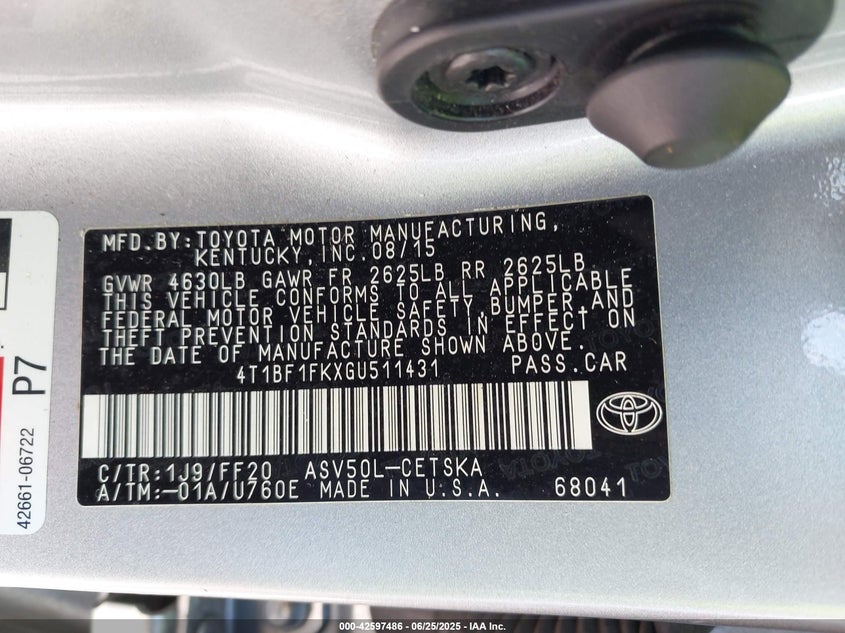 MFD.BY:TOYOTA MOTOR MANUFACTURING,
KENTUCKY,INC.08/15
GVWR 4630LB GAWR FR 2625LB RR 2625LB
THIS VEHICLE CONFORMS TO ALL APPLICABLE
FEDERAL MOTOR VEHICLE SAFETY,BUMPER,AND
THEFT PREVENTION STANDARDS IN EFFECT ON
THE DATE OF MANUFACTURE SHOWN ABOVE.
4T1BF1FKXGU511431 PASS.CAR
C/TR:1J9/FF20 ASV50L-CETSKA
A/TM:-01A/U760E MADE IN U.S.A. 68041
P7
42661-06722
000-42597486 - 06/25/2025 - IAA Inc.